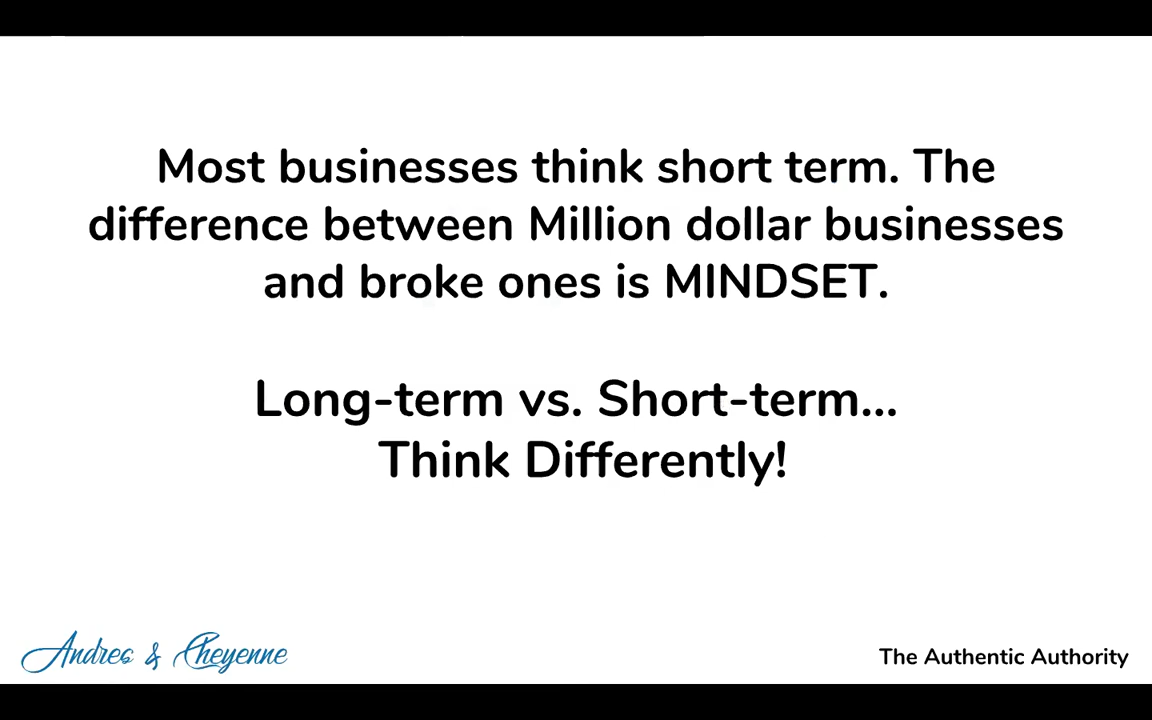 Most businesses think short term. The
difference between Million dollar businesses
and broke ones is MINDSET.
Long-term vs. Short-term...
Think Differently!
Andres & Cheyenne
The Authentic Authority